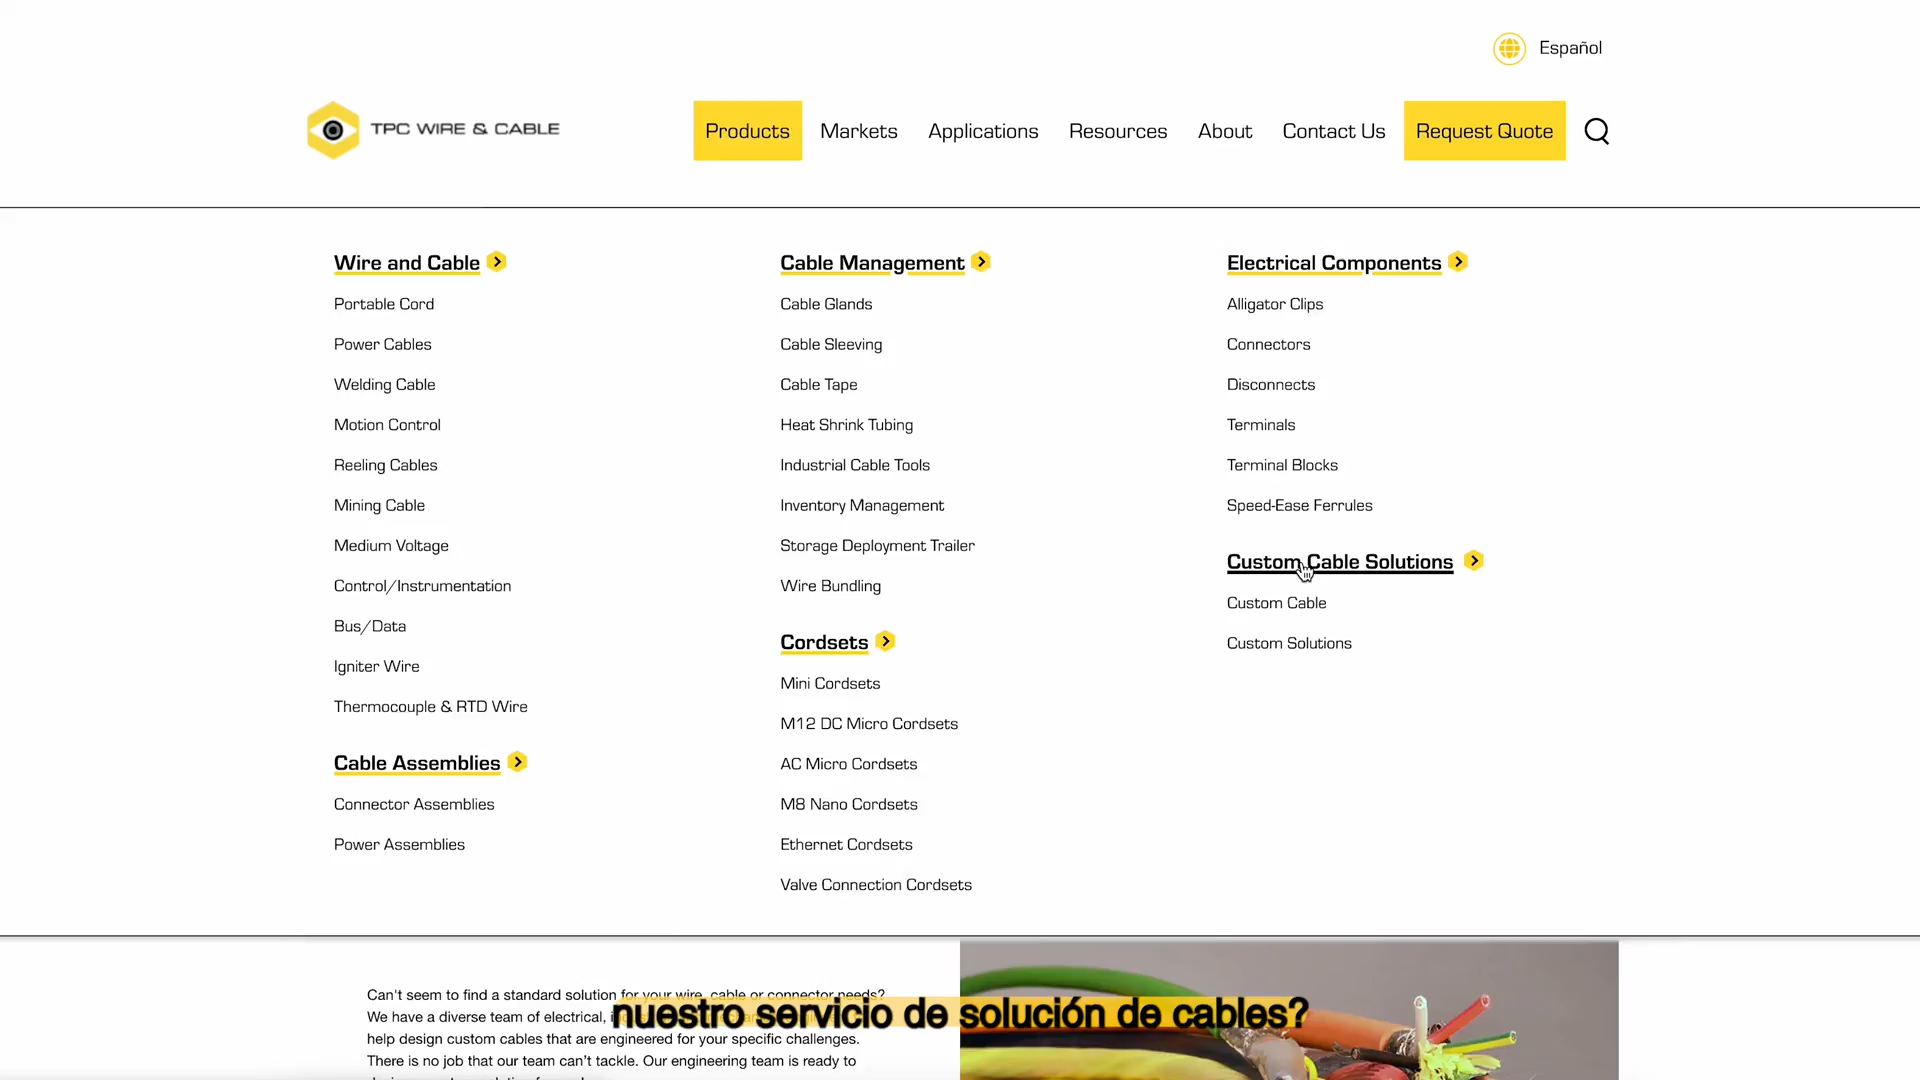 Español
TPC WIRE & CABLE
Products
Markets
Applications
Resources
About
Contact Us
Request Quote
Wire and Cable
Portable Cord
Power Cables
Welding Cable
Motion Control
Reeling Cables
Mining Cable
Medium Voltage
Control/Instrumentation
Bus/Data
Igniter Wire
Thermocouple & RTD Wire
Cable Assemblies
Connector Assemblies
Power Assemblies
Cable Management
Cable Glands
Cable Sleeving
Cable Tape
Heat Shrink Tubing
Industrial Cable Tools
Inventory Management
Storage Deployment Trailer
Wire Bundling
Cordsets
Mini Cordsets
M12 DC Micro Cordsets
AC Micro Cordsets
M8 Nano Cordsets
Ethernet Cordsets
Valve Connection Cordsets
Electrical Components
Alligator Clips
Connectors
Disconnects
Terminals
Terminal Blocks
Speed-Ease Ferrules
Custom Cable Solutions
Custom Cable
Custom Solutions
Can't seem to find a standard solution for your wire, cable or connector needs?
We have a diverse team of electrical,
help design custom cables that are engineered for your specific challenges.
There is no job that our team can't tackle. Our engineering team is ready to
nuestro servicio de solución de cables?